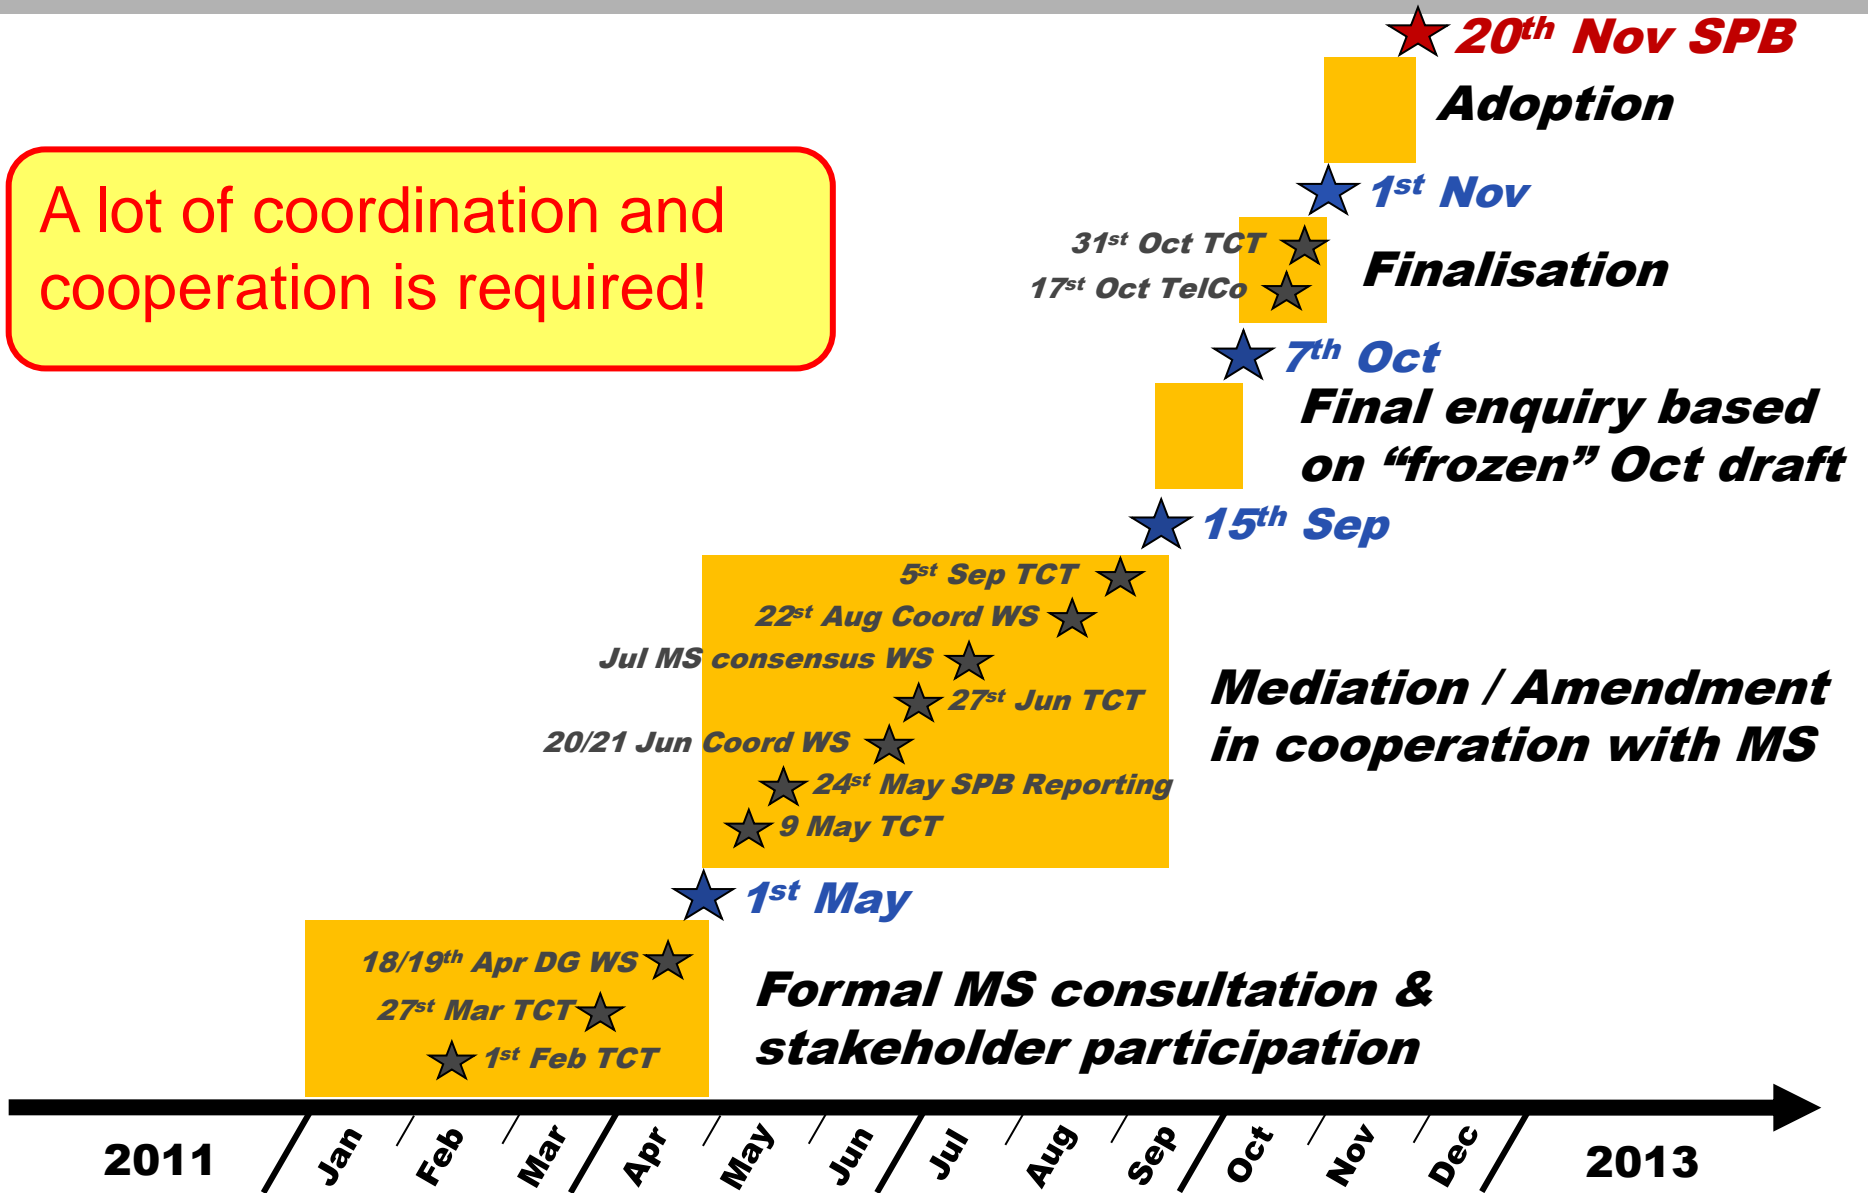 20th Nov SPB
Adoption
A lot of coordination and
cooperation is required!
1st Nov
31st Oct TCT
Finalisation
17st Oct TelCo
7th Oct
Final enquiry based
on “frozen” Oct draft
15th Sep
5st Sep TCT
22st Aug Coord WS
Jul MS consensus WS
27st Jun TCT
Mediation / Amendment
in cooperation with MS
20/21 Jun Coord WS
24st May SPB Reporting
9 May TCT
1st May
18/19th Apr DG WS
27st Mar TCT
1st Feb TCT
Formal MS consultation &
stakeholder participation
2011 Jan Feb Mar Apr May Jun Jul Aug Sep Oct Nov Dec 2013